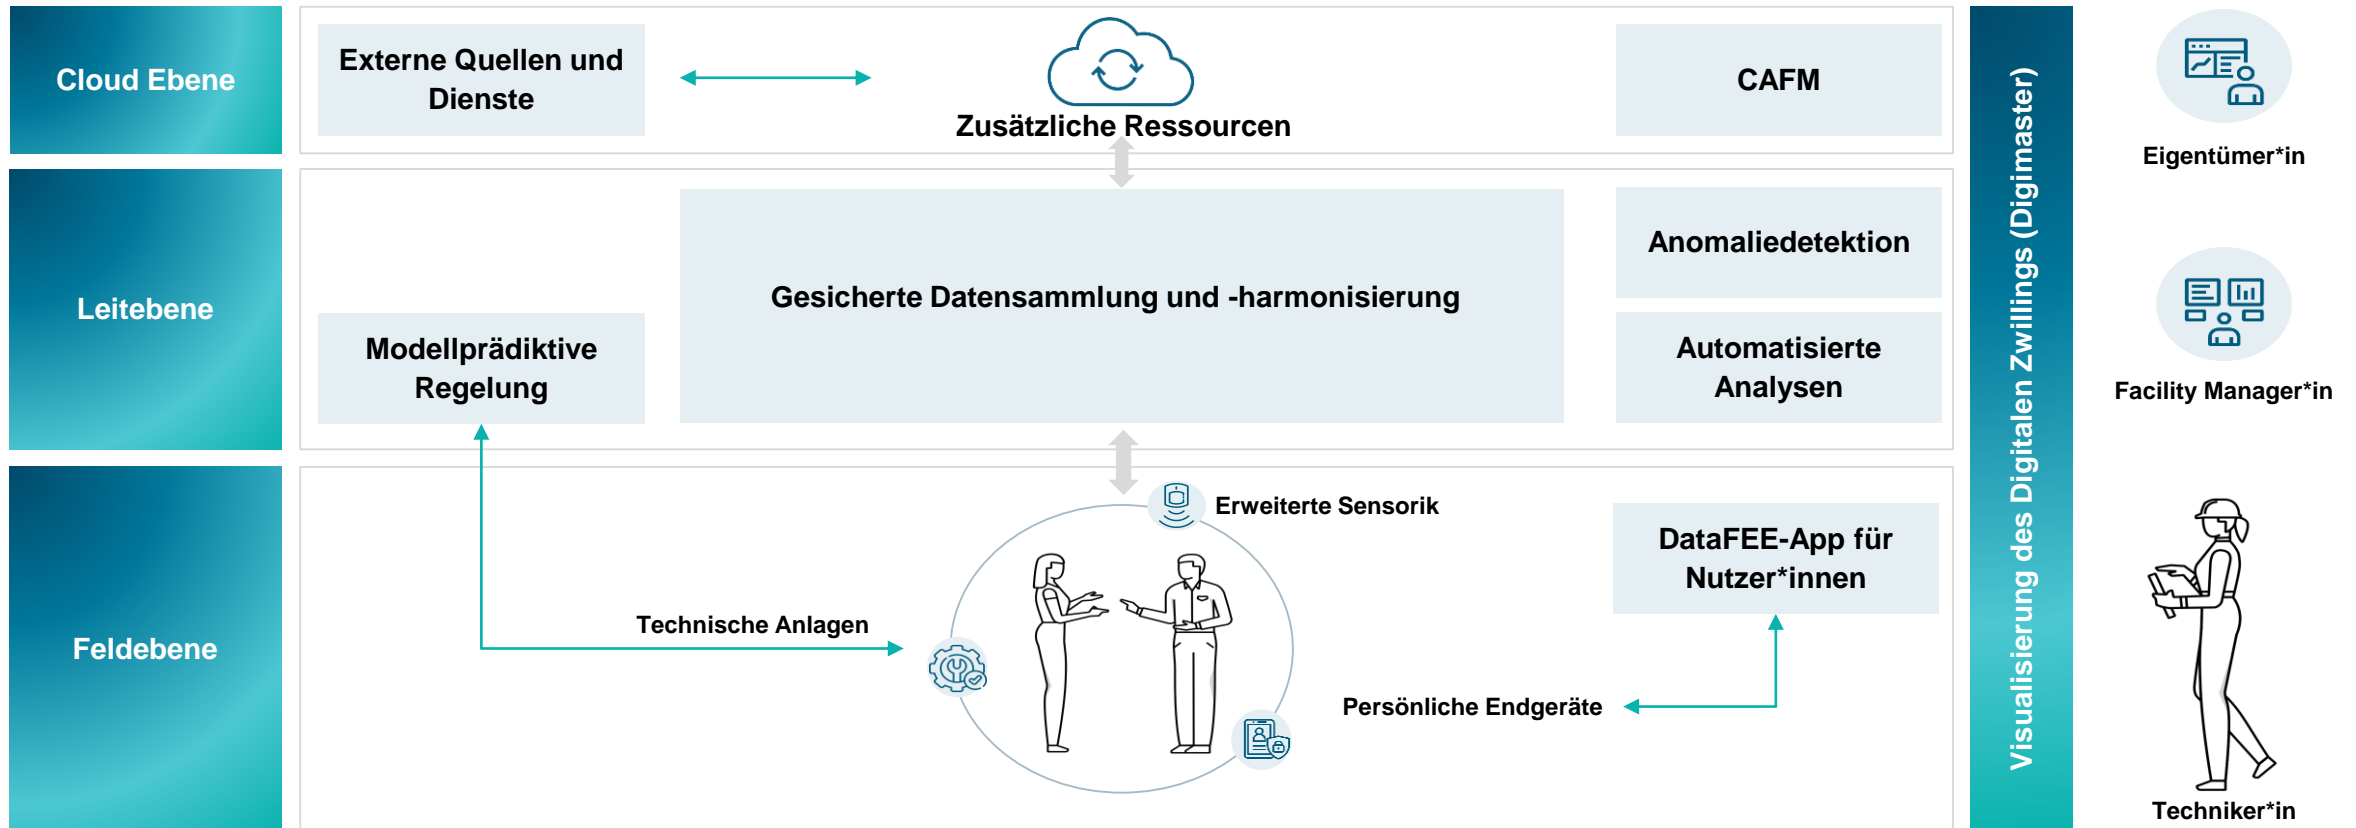 Cloud Ebene
Externe Quellen und
Dienste
Zusätzliche Ressourcen
CAFM
Leitebene
Modellprädiktive
Regelung
Gesicherte Datensammlung und -harmonisierung
Anomaliedetektion
Automatisierte
Analysen
Feldebene
Erweiterte Sensorik
Technische Anlagen
DataFEE-App für
Nutzer*innen
Persönliche Endgeräte
Visualisierung des Digitalen Zwillings (Digimaster)
Eigentümer*in
Facility Manager*in
Techniker*in